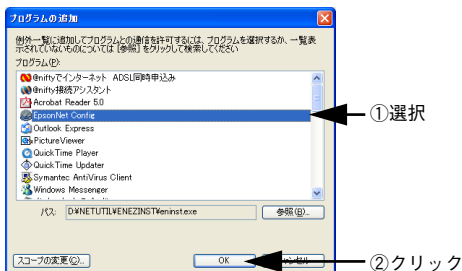 プログラムの追加
例外一覧に追加してプログラムとの通信を許可するには、プログラムを選択するか、一覧表
示されていないものについては [参照] をクリックして検索してください
プログラム(P):
@niftyでインターネット ADSL同時申込み
@nifty接続アシスタント
Acrobat Reader 5.0
EpsonNet Config
①選択
Outlook Express
PictureViewer
QuickTime Player
QuickTime Updater
Symantec AntiVirus Client
Windows Messenger
パス: D:¥NETUTIL¥ENEZINST¥eninst.exe
参照(B)...
スコープの変更(C)...
OK
②クリック